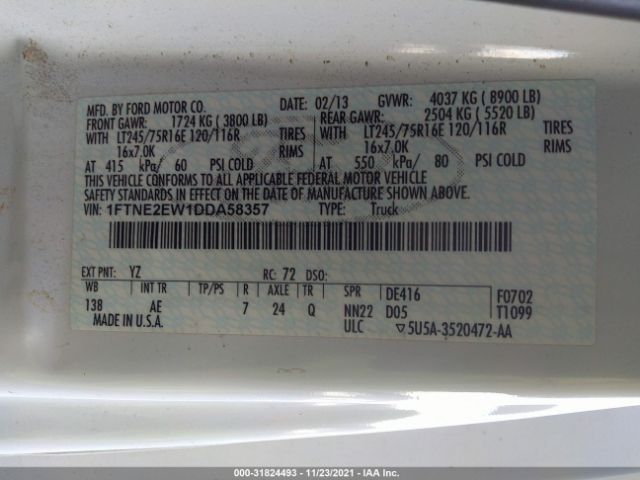 MFD. BY FORD MOTOR CO. DATE: 02/13 GVWR: 4037 KG ( 8900 LB)
FRONT GAWR: 1724 KG ( 3800 LB) REAR GAWR: 2504 KG ( 5520 LB)
WITH LT245/75R16E 120/116R TIRES WITH LT245/75R16E 120/116R TIRES
16x7.0K RIMS 16x7.0K RIMS
AT 415 kPa/ 60 PSI COLD AT 550 kPa/ 80 PSI COLD
THIS VEHICLE CONFORMS TO ALL APPLICABLE FEDERAL MOTOR VEHICLE
SAFETY STANDARDS IN EFFECT ON THE DATE OF MANUFACTURE SHOWN ABOVE.
VIN: 1FTNE2EW1DDA58357 TYPE: Truck
EXT PNT: YZ RC: 72 DSO:
WB INT TR TP/PS R AXLE TR SPR DE416 F0702
138 AE 7 24 Q NN22 D05 T1099
MADE IN U.S.A. ULC ▽5U5A-3520472-AA
000-31824493 - 11/23/2021 - IAA Inc.